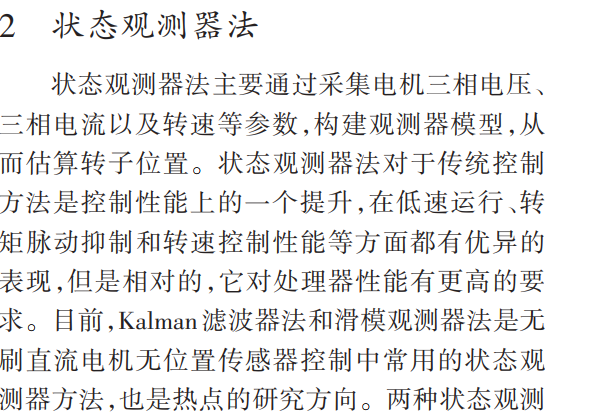 2 状态观测器法
状态观测器法主要通过采集电机三相电压、
三相电流以及转速等参数,构建观测器模型,从
而估算转子位置。状态观测器法对于传统控制
方法是控制性能上的一个提升,在低速运行、转
矩脉动抑制和转速控制性能等方面都有优异的
表现,但是相对的,它对处理器性能有更高的要
求。目前,Kalman滤波器法和滑模观测器法是无
刷直流电机无位置传感器控制中常用的状态观
测器方法,也是热点的研究方向。两种状态观测